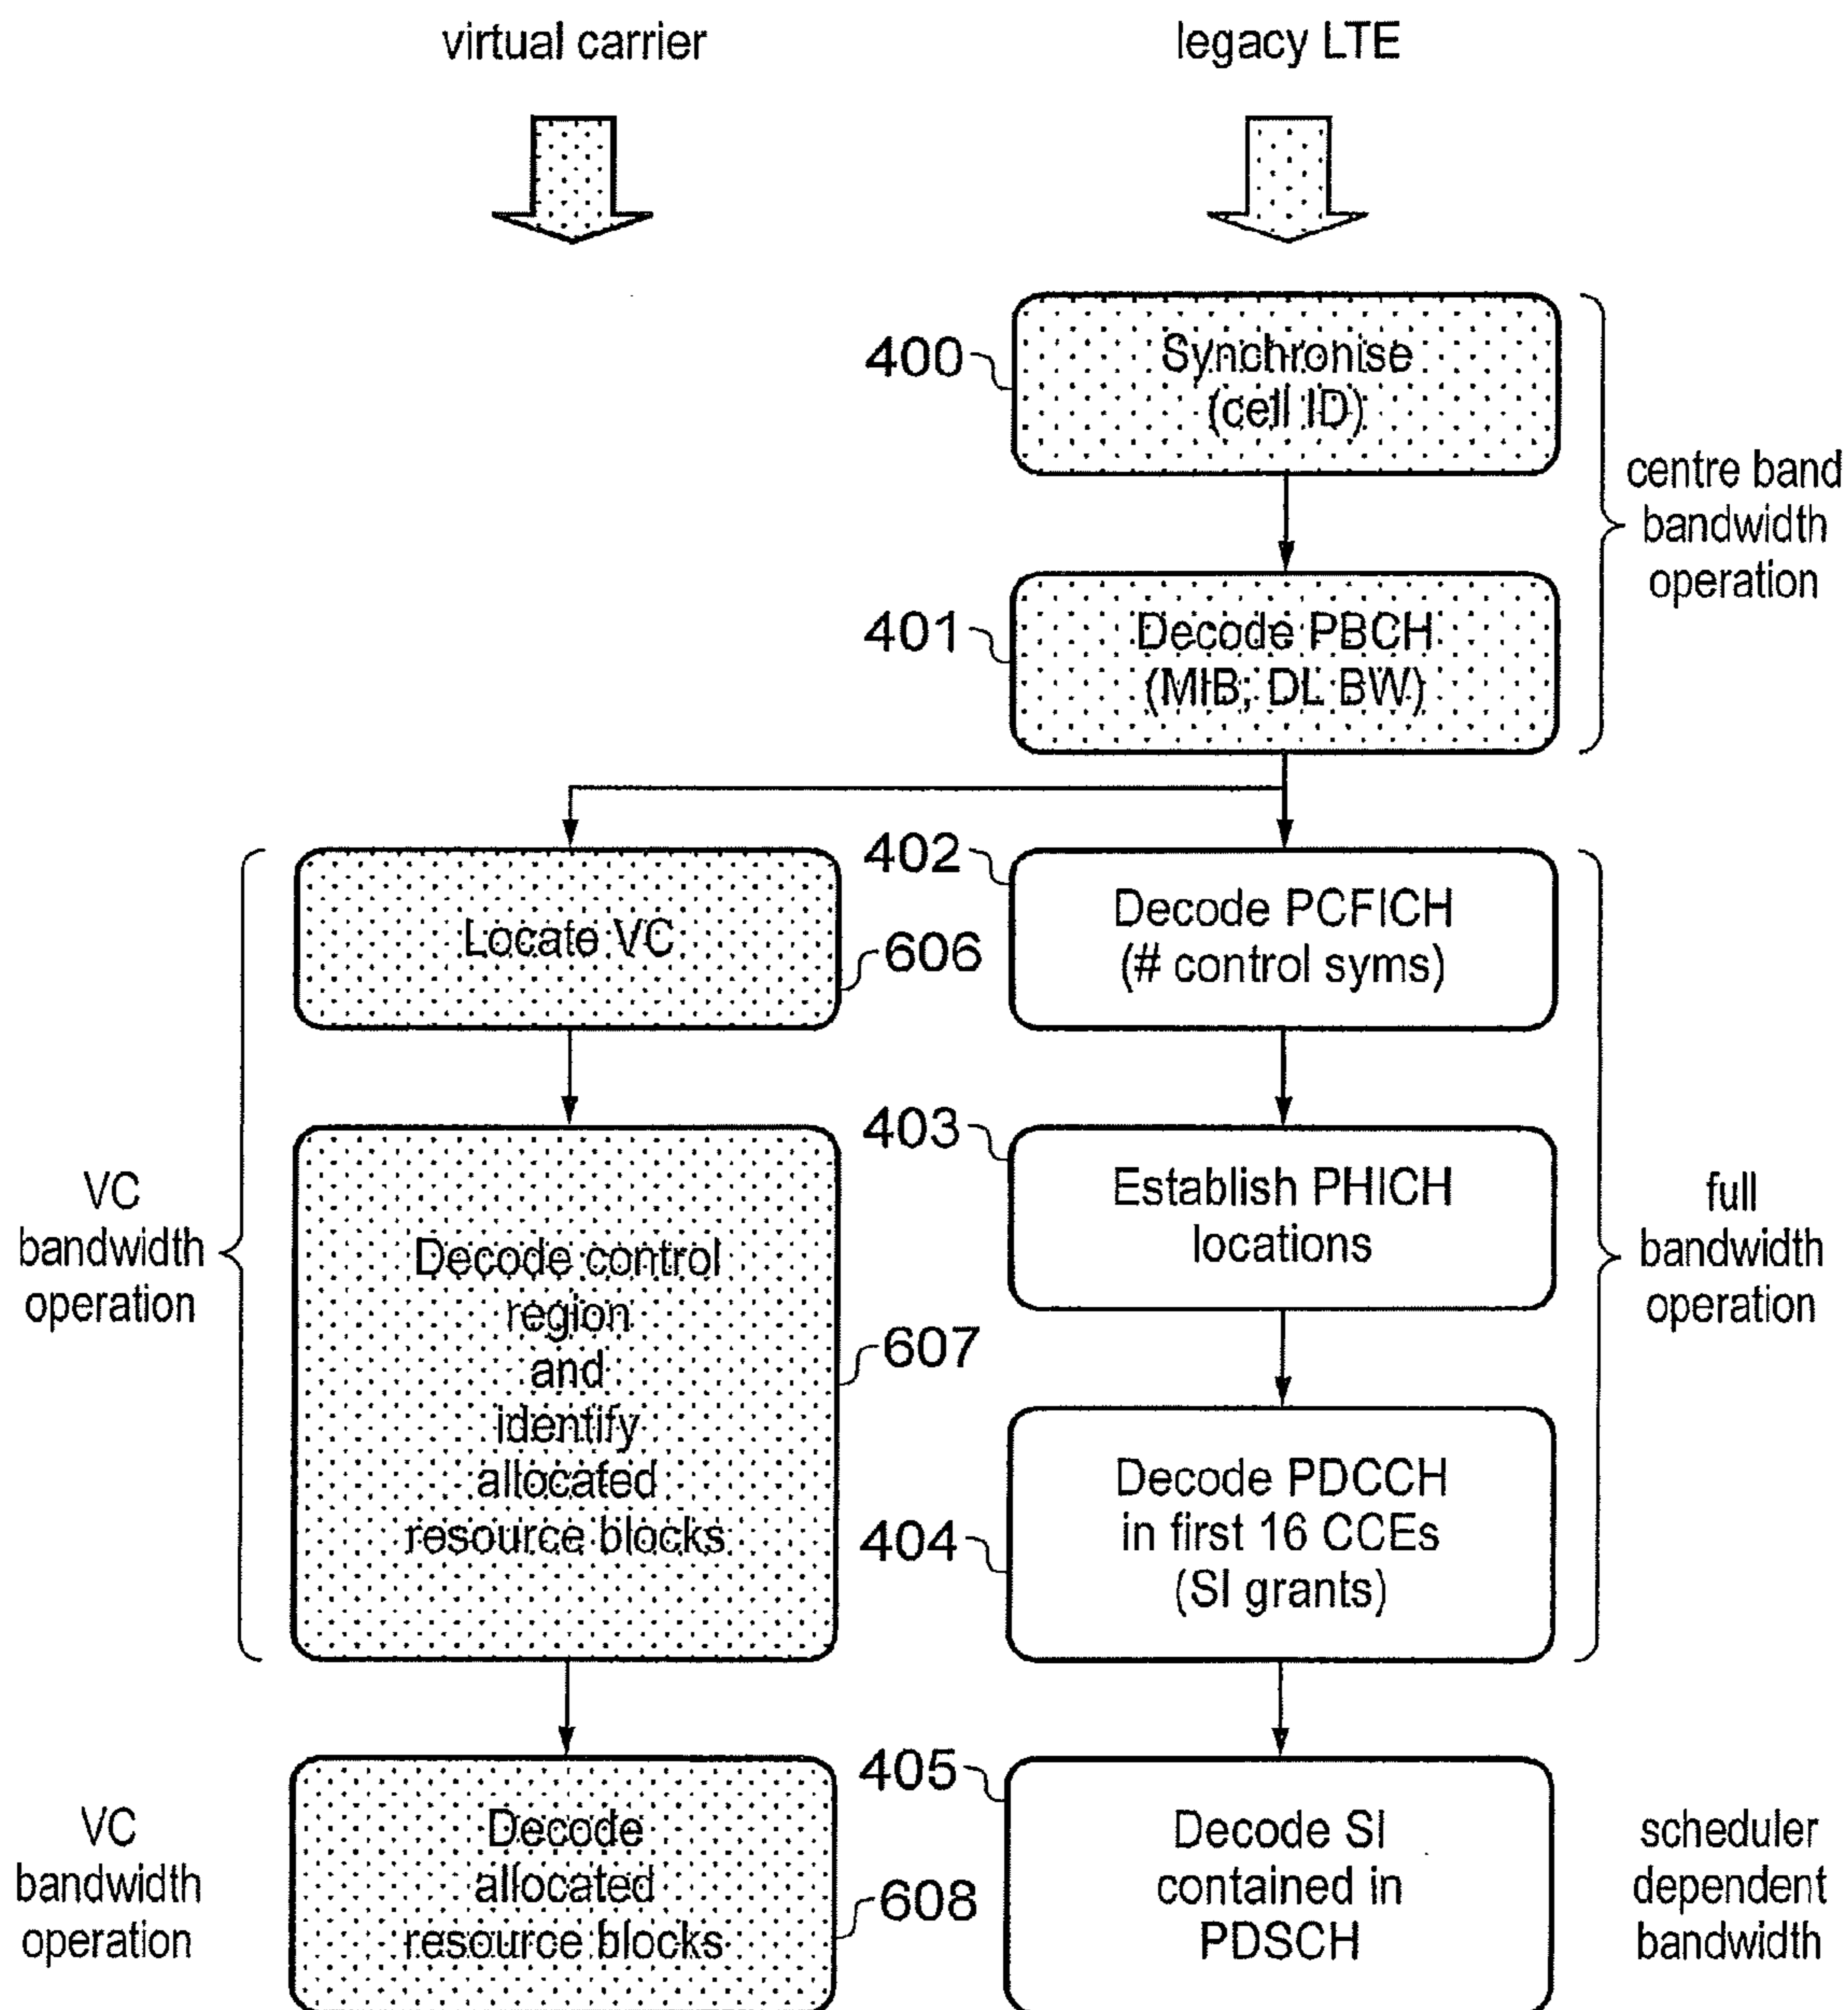 virtual carrier
legacy LTE
400
Synchronise
(cell ID)
centre band
bandwidth
operation
401
Decode PBCH
(MIB; DL BW)
Locate VC
606
402
Decode PCFICH
(# control syms)
VC
bandwidth
operation
Decode control
region
and
identify
allocated
resource blocks
607
403
Establish PHICH
locations
full
bandwidth
operation
404
Decode PDCCH
in first 16 CCEs
(SI grants)
VC
bandwidth
operation
Decode
allocated
resource blocks
608
405
Decode SI
contained in
PDSCH
scheduler
dependent
bandwidth